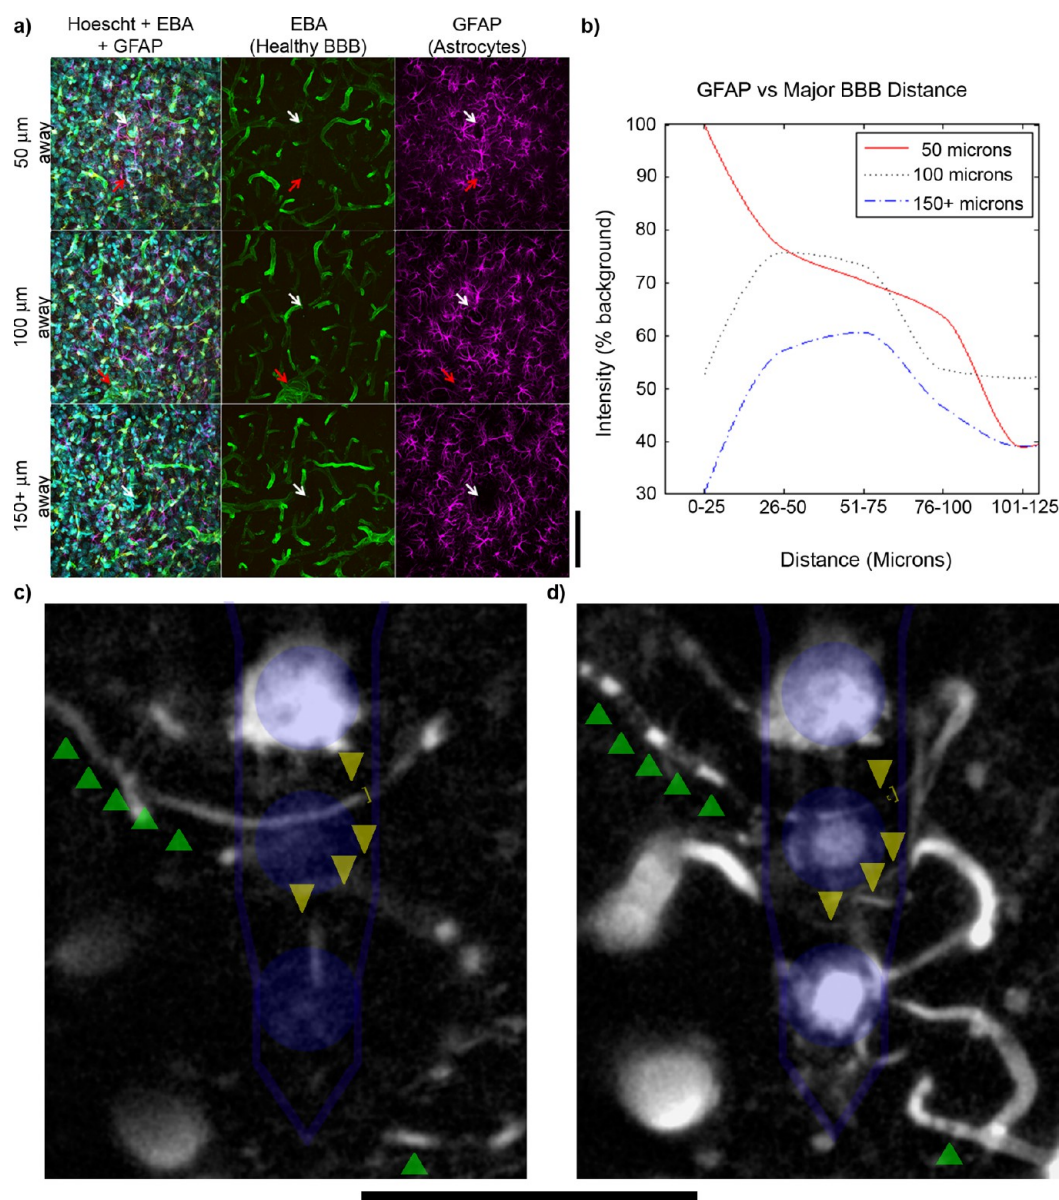 a)
Hoescht + EBA
+ GFAP
EBA
(Healthy BBB)
GFAP
(Astrocytes)
50 µm
away
100 µm
away
150+ µm
away
b)
GFAP vs Major BBB Distance
100
90
80
70
60
50
40
30
Intensity (% background)
50 microns
100 microns
150+ microns
0-25
26-50
51-75
76-100
101-125
Distance (Microns)
c)
d)